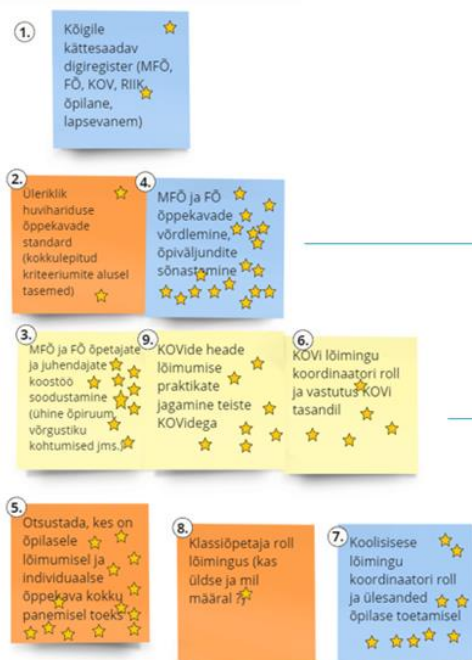 1.
Kõigile
kättesaadav
digiregister (MFÕ,
FÕ, KOV, RIIK,
õpilane,
lapsevanem)
2.
Üleriklik
huvihariduse
õppekavade
standard
(kokkulepitud
kriteeriumite alusel
tasemed)
4.
MFÕ ja FÕ
õppekavade
võrdlemine,
õpiväljundite
sõnastamine
3.
MFÕ ja FÕ õpetajate
ja juhendajate
koostöö
soodustamine
(ühine õpiruum,
võrgustiku
kohtumised jms.)
9.
KOVide heade
lõimumise
praktikate
jagamine teiste
KOVidega
6.
KOVi lõimingu
koordinaatori roll
ja vastutus KOVi
tasandil
5.
Otsustada, kes on
õpilasele
lõimumisel ja
individuaalse
õppekava kokku
panemisel toeks
8.
Klassiõpetaja roll
lõimingus (kas
üldse ja mil
määral ?)
7.
Koolisisese
lõimingu
koordinaatori roll
ja ülesanded
õpilase toetamisel